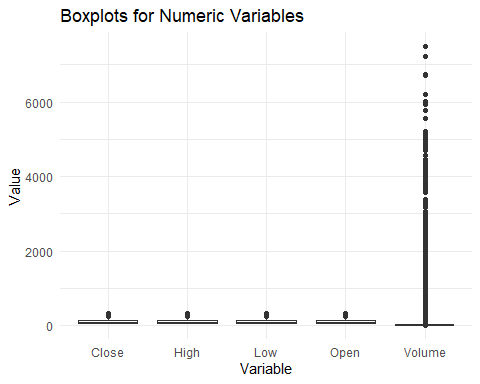 Boxplots for Numeric Variables
Value
6000
4000
2000
0
Close High Low Open Volume
Variable